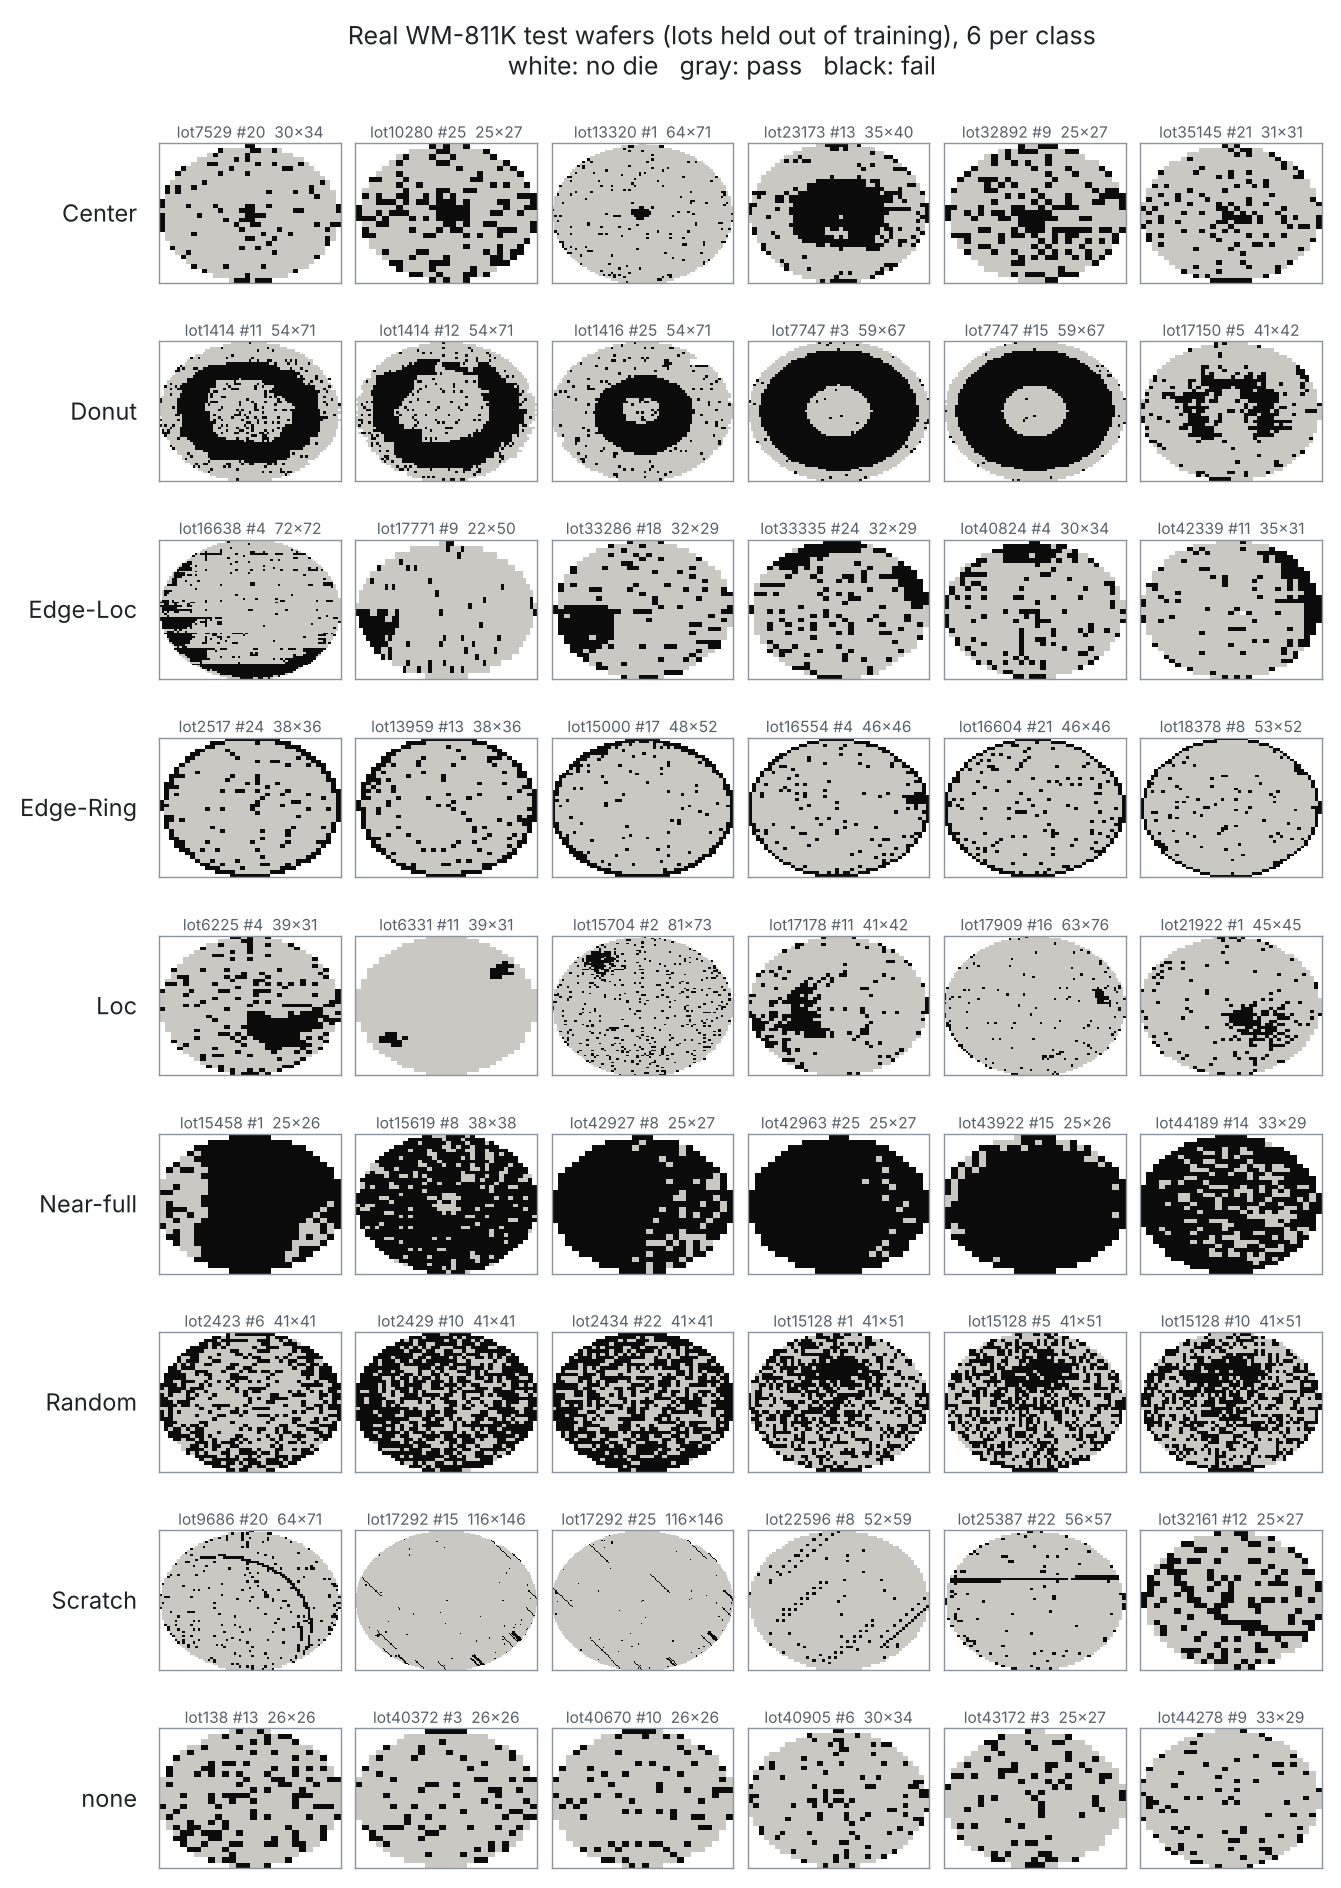 Real WM-811K test wafers (lots held out of training), 6 per class
white: no die gray: pass black: fail
lot7529 #20 30×34 lot10280 #25 25×27 lot13320 #1 64×71 lot23173 #13 35×40 lot32892 #9 25×27 lot35145 #21 31×31
Center
lot1414 #11 54×71 lot1414 #12 54×71 lot1416 #25 54×71 lot7747 #3 59×67 lot7747 #15 59×67 lot17150 #5 41×42
Donut
lot16638 #4 72×72 lot17771 #9 22×50 lot33286 #18 32×29 lot33335 #24 32×29 lot40824 #4 30×34 lot42339 #11 35×31
Edge-Loc
lot2517 #24 38×36 lot13959 #13 38×36 lot15000 #17 48×52 lot16554 #4 46×46 lot16604 #21 46×46 lot18378 #8 53×52
Edge-Ring
lot6225 #4 39×31 lot6331 #11 39×31 lot15704 #2 81×73 lot17178 #11 41×42 lot17909 #16 63×76 lot21922 #1 45×45
Loc
lot15458 #1 25×26 lot15619 #8 38×38 lot42927 #8 25×27 lot42963 #25 25×27 lot43922 #15 25×26 lot44189 #14 33×29
Near-full
lot2423 #6 41×41 lot2429 #10 41×41 lot2434 #22 41×41 lot15128 #1 41×51 lot15128 #5 41×51 lot15128 #10 41×51
Random
lot9686 #20 64×71 lot17292 #15 116×146 lot17292 #25 116×146 lot22596 #8 52×59 lot25387 #22 56×57 lot32161 #12 25×27
Scratch
lot138 #13 26×26 lot40372 #3 26×26 lot40670 #10 26×26 lot40905 #6 30×34 lot43172 #3 25×27 lot44278 #9 33×29
none